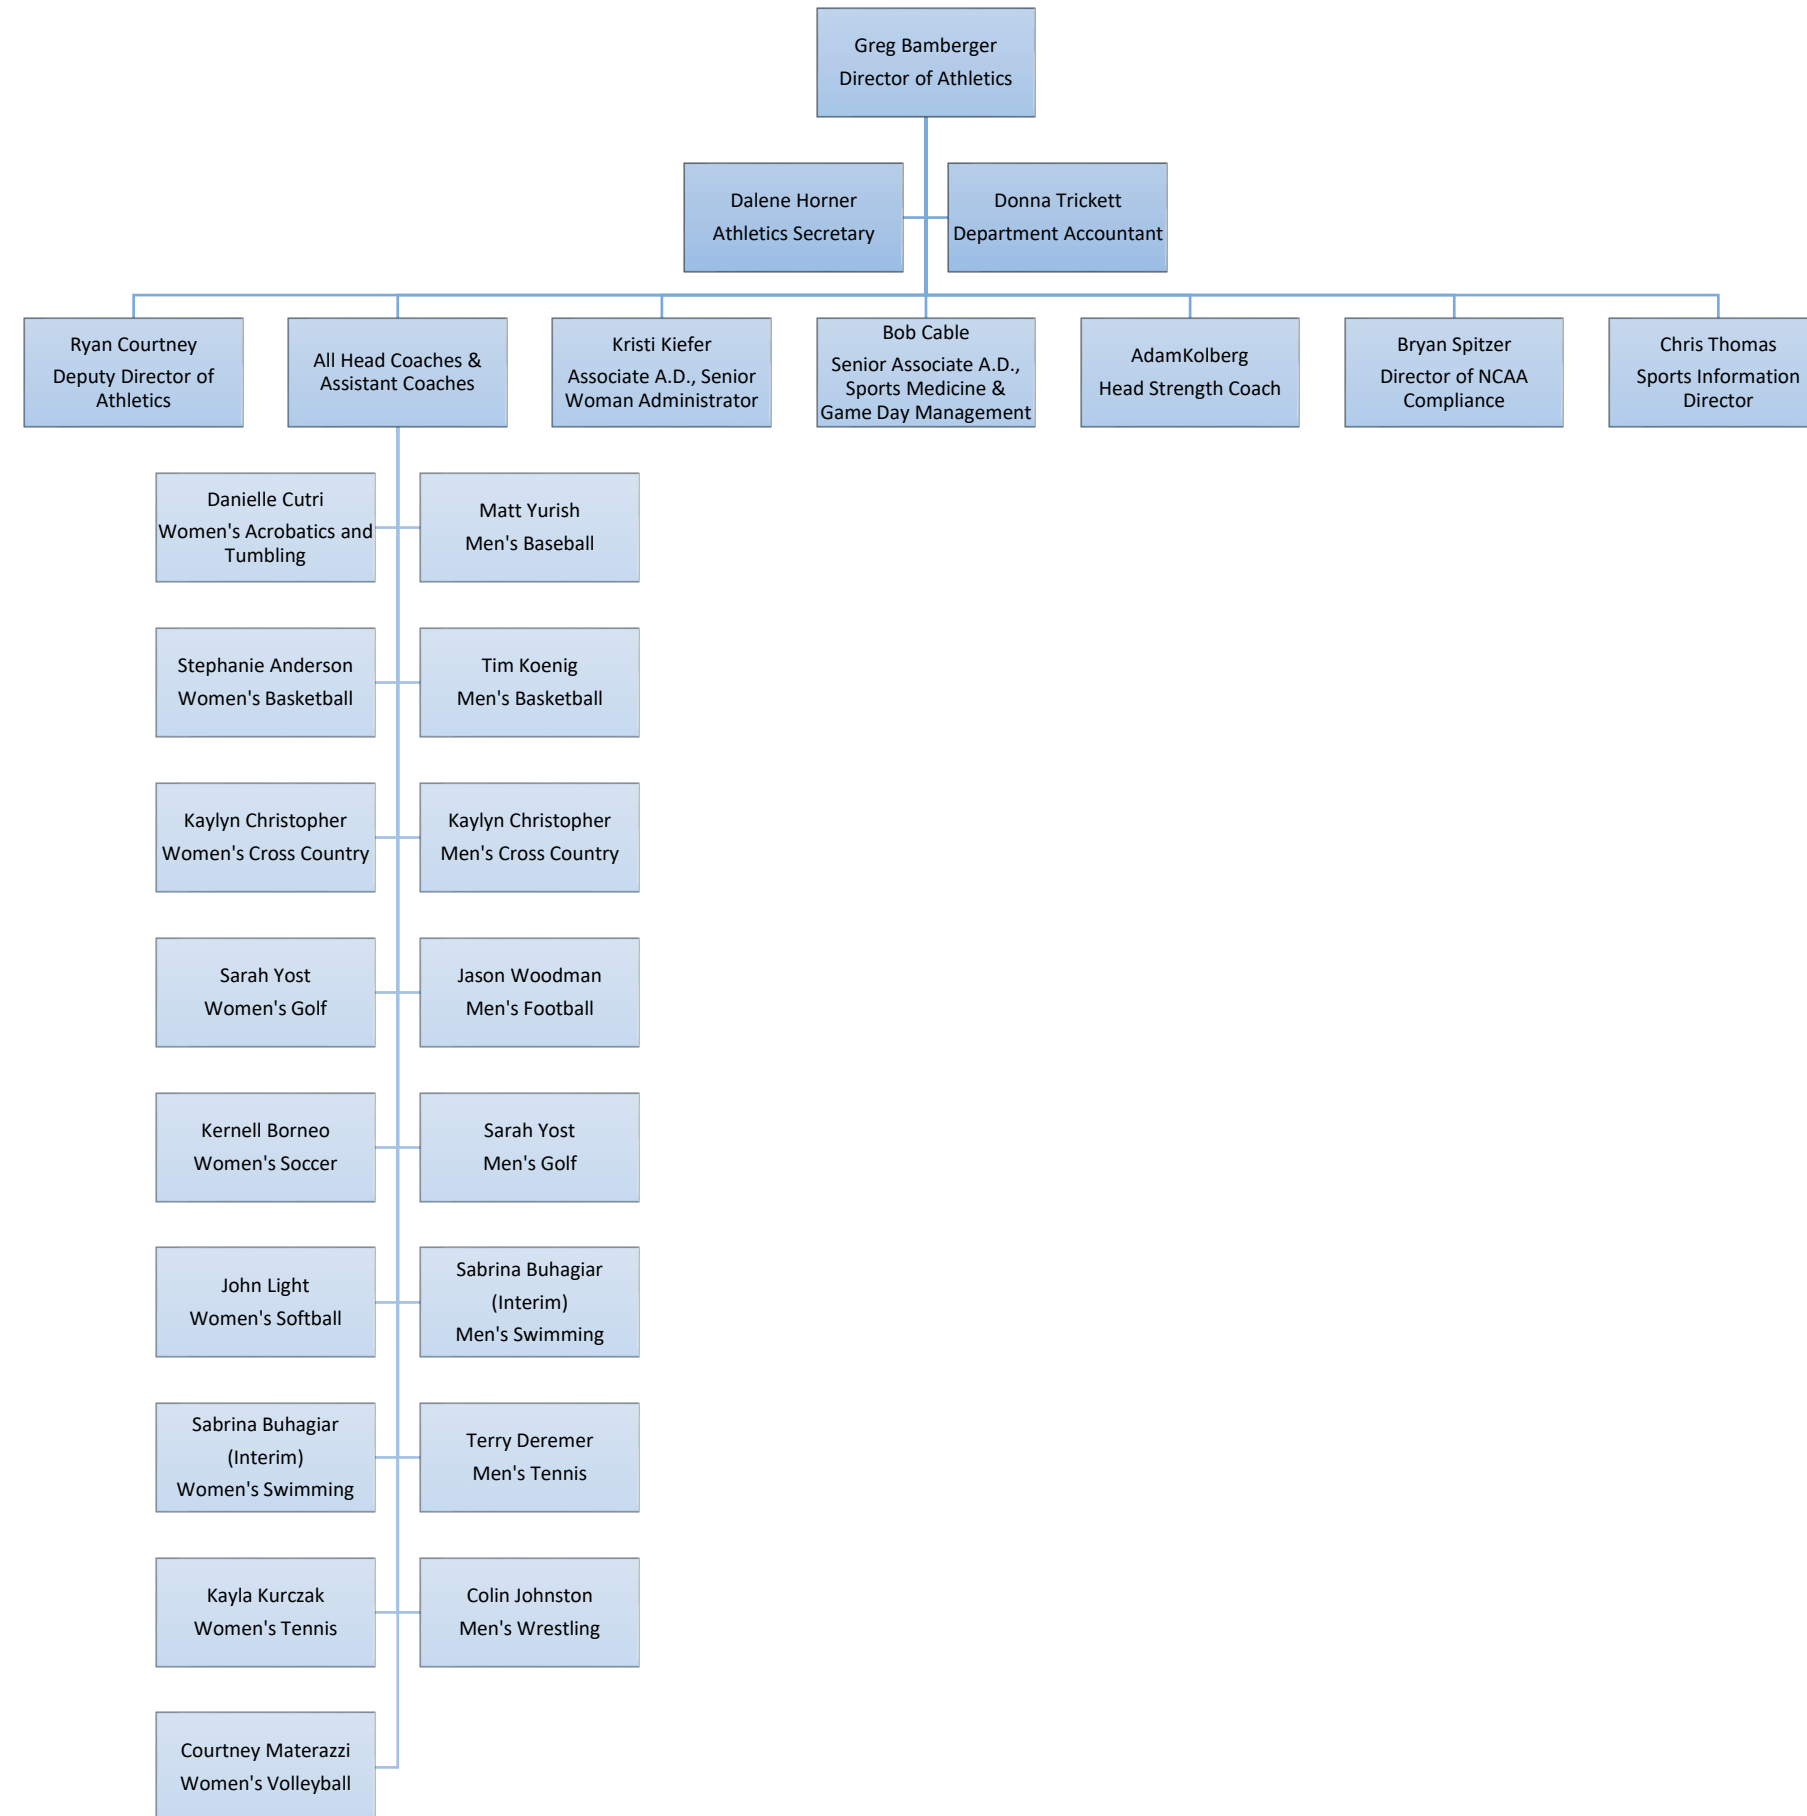 Greg Bamberger
Director of Athletics
Dalene Horner
Athletics Secretary
Donna Trickett
Department Accountant
Ryan Courtney
Deputy Director of
Athletics
All Head Coaches &
Assistant Coaches
Kristi Kiefer
Associate A.D., Senior
Woman Administrator
Bob Cable
Senior Associate A.D.,
Sports Medicine &
Game Day Management
AdamKolberg
Head Strength Coach
Bryan Spitzer
Director of NCAA
Compliance
Chris Thomas
Sports Information
Director
Danielle Cutri
Women's Acrobatics and
Tumbling
Matt Yurish
Men's Baseball
Stephanie Anderson
Women's Basketball
Tim Koenig
Men's Basketball
Kaylyn Christopher
Women's Cross Country
Kaylyn Christopher
Men's Cross Country
Sarah Yost
Women's Golf
Jason Woodman
Men's Football
Kernell Borneo
Women's Soccer
Sarah Yost
Men's Golf
John Light
Women's Softball
Sabrina Buhagiar
(Interim)
Men's Swimming
Sabrina Buhagiar
(Interim)
Women's Swimming
Terry Deremer
Men's Tennis
Kayla Kurczak
Women's Tennis
Colin Johnston
Men's Wrestling
Courtney Materazzi
Women's Volleyball